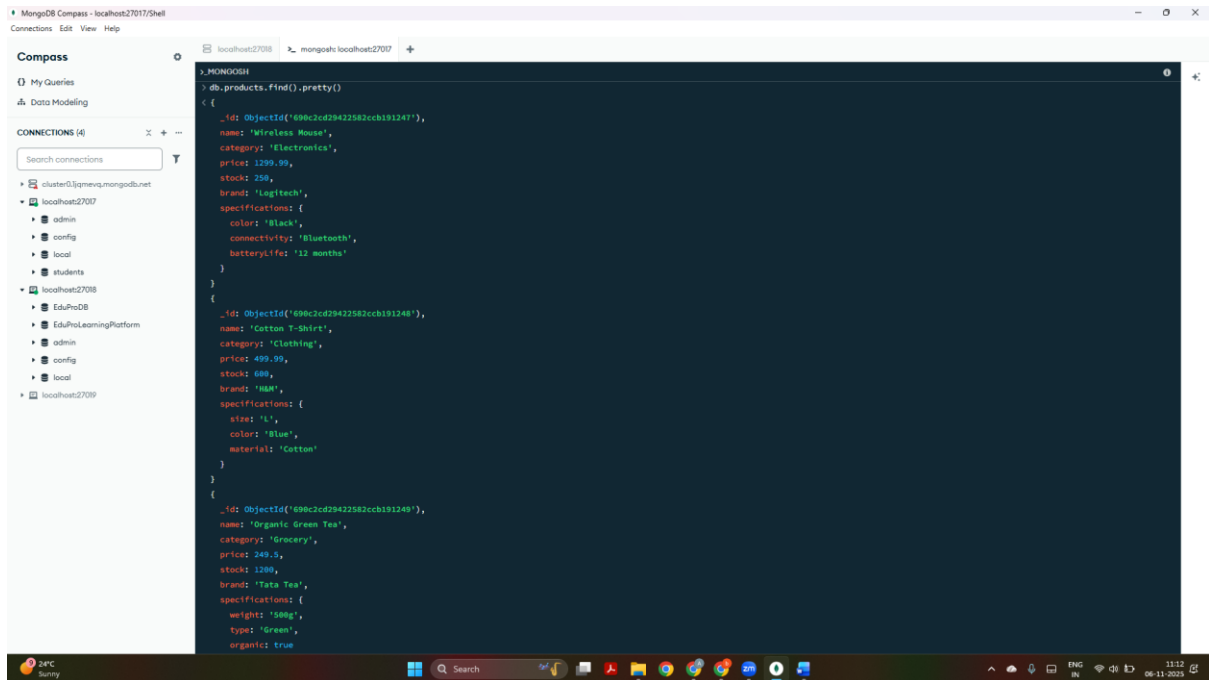 MongoDB Compass - localhost:27017/Shell
Connections Edit View Help
Compass
My Queries
Data Modeling
CONNECTIONS (4)
Search connections
cluster0.ljqmevq.mongodb.net
localhost:27017
admin
config
local
students
localhost:27018
EduProDB
EduProLearningPlatform
admin
config
local
localhost:27019
localhost:27018 >_ mongosh: localhost:27017 +
>_MONGOSH
> db.products.find().pretty()
< {
_id: ObjectId('690c2cd29422582ccb191247'),
name: 'Wireless Mouse',
category: 'Electronics',
price: 1299.99,
stock: 250,
brand: 'Logitech',
specifications: {
color: 'Black',
connectivity: 'Bluetooth',
batteryLife: '12 months'
}
}
{
_id: ObjectId('690c2cd29422582ccb191248'),
name: 'Cotton T-Shirt',
category: 'Clothing',
price: 499.99,
stock: 600,
brand: 'H&M',
specifications: {
size: 'L',
color: 'Blue',
material: 'Cotton'
}
}
{
_id: ObjectId('690c2cd29422582ccb191249'),
name: 'Organic Green Tea',
category: 'Grocery',
price: 249.5,
stock: 1200,
brand: 'Tata Tea',
specifications: {
weight: '500g',
type: 'Green',
organic: true
9
24°C
Sunny
Search
zm
ENG
IN
11:12
06-11-2025